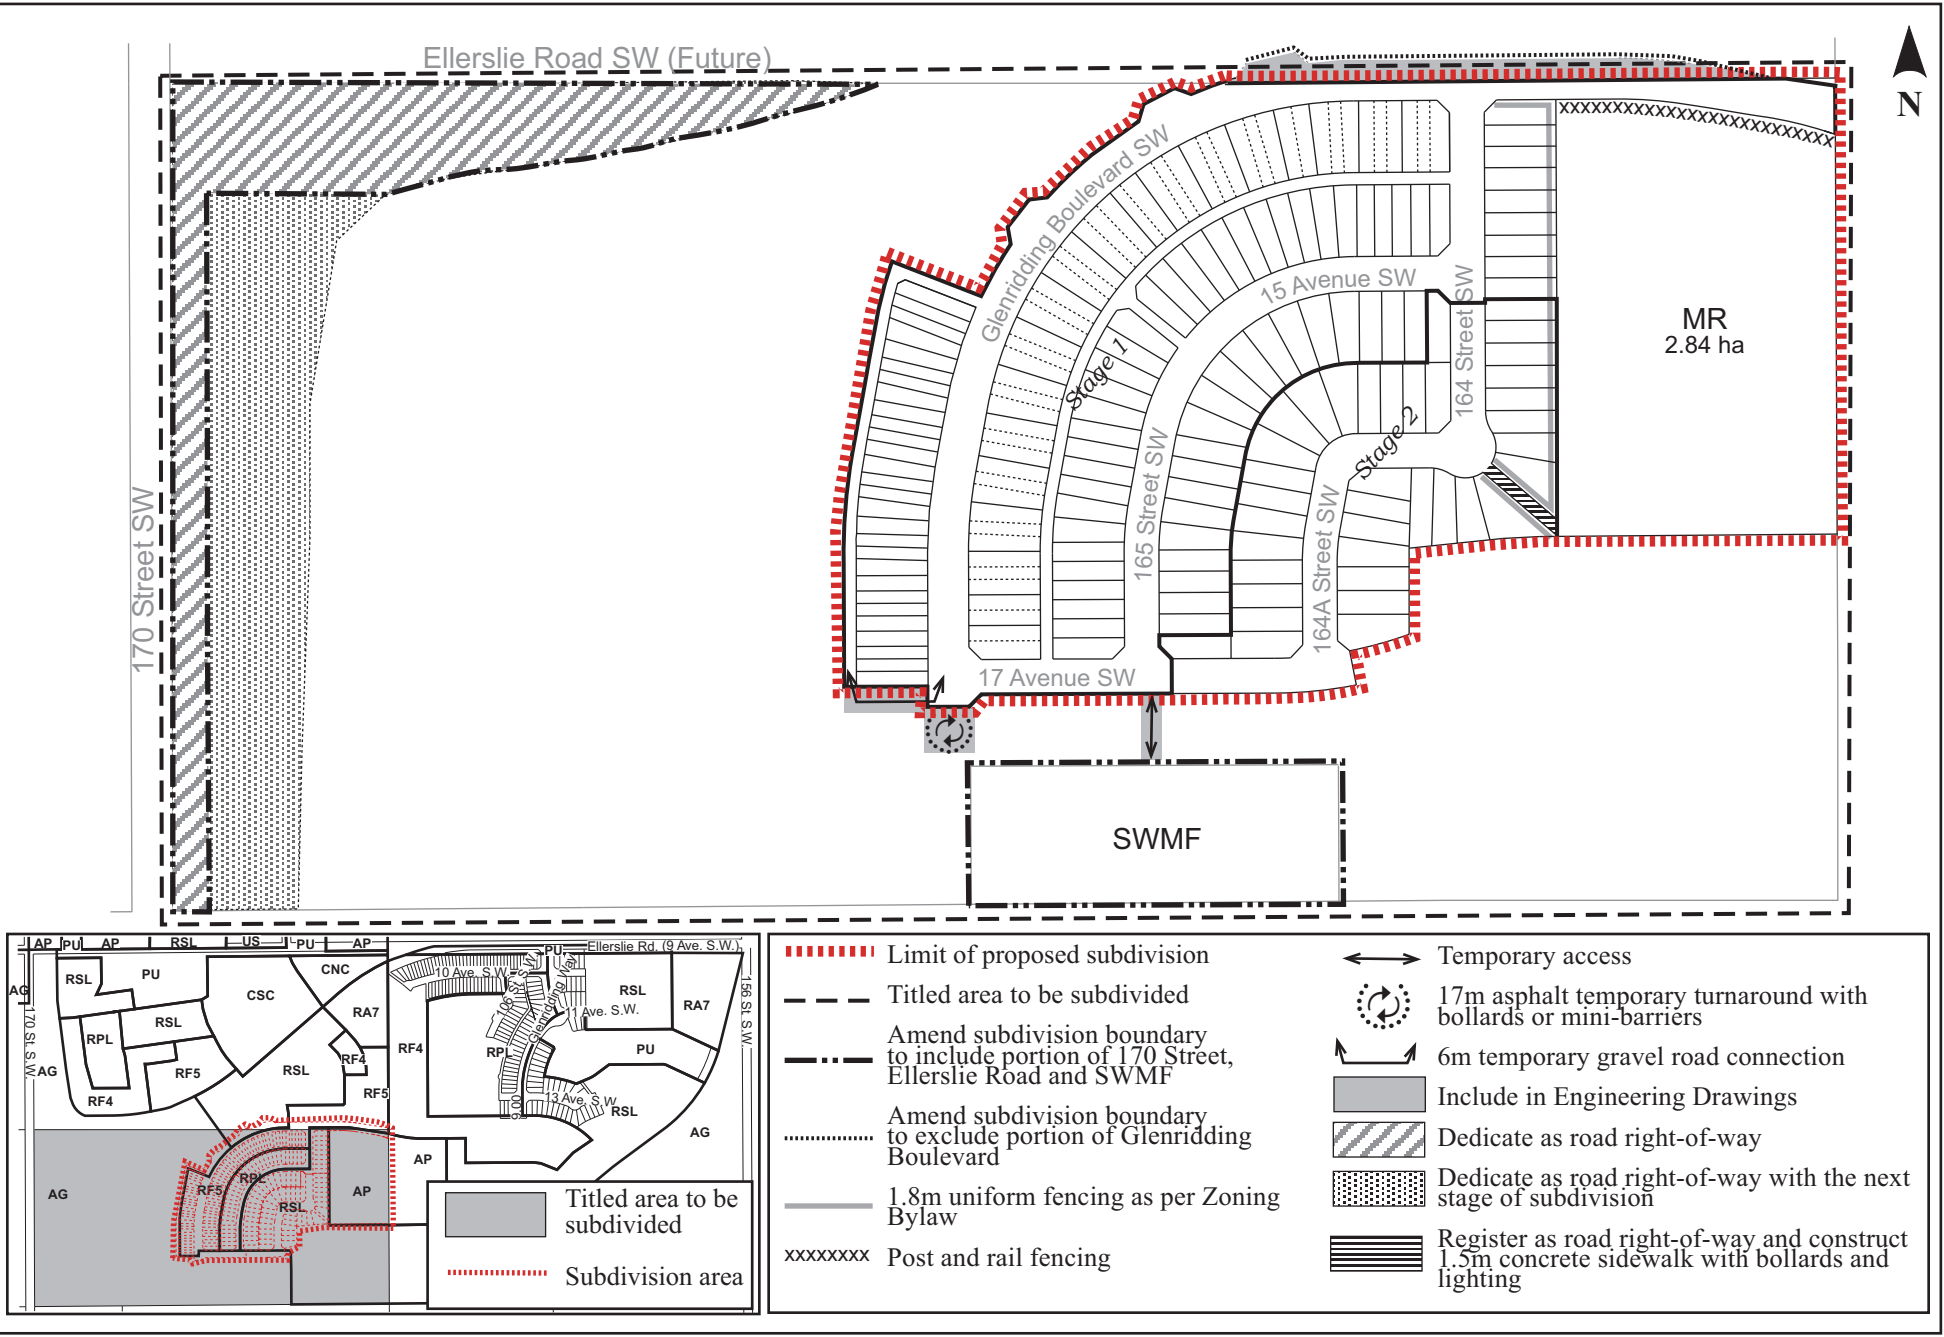 Ellerslie Road SW (Future)
N
Glenridding Boulevard SW
15 Avenue SW
164 Street SW
MR
2.84 ha
Stage 1
Stage 2
170 Street SW
165 Street SW
164A Street SW
17 Avenue SW
SWMF
AP
PU
AP
RSL
US
PU
AP
PU
Ellerslie Rd. (9 Ave. S.W.)
RSL
PU
CNC
10 Ave. S.W.
106 St. S.W.
Glenridding Way
RSL
RA7
156 St. S.W.
AG
CSC
170 St. S.W.
RPL
RSL
RA7
11 Ave. S.W.
RF4
RPL
PU
AG
RF5
RSL
RF4
RF4
RF5
13 Ave. S.W.
RSL
AG
AP
AG
RF5
RPL
RSL
AP
Titled area to be
subdivided
Subdivision area
Limit of proposed subdivision
Titled area to be subdivided
Amend subdivision boundary
to include portion of 170 Street,
Ellerslie Road and SWMF
Amend subdivision boundary
to exclude portion of Glenridding
Boulevard
1.8m uniform fencing as per Zoning
Bylaw
xxxxxxxx Post and rail fencing
Temporary access
17m asphalt temporary turnaround with
bollards or mini-barriers
6m temporary gravel road connection
Include in Engineering Drawings
Dedicate as road right-of-way
Dedicate as road right-of-way with the next
stage of subdivision
Register as road right-of-way and construct
1.5m concrete sidewalk with bollards and
lighting